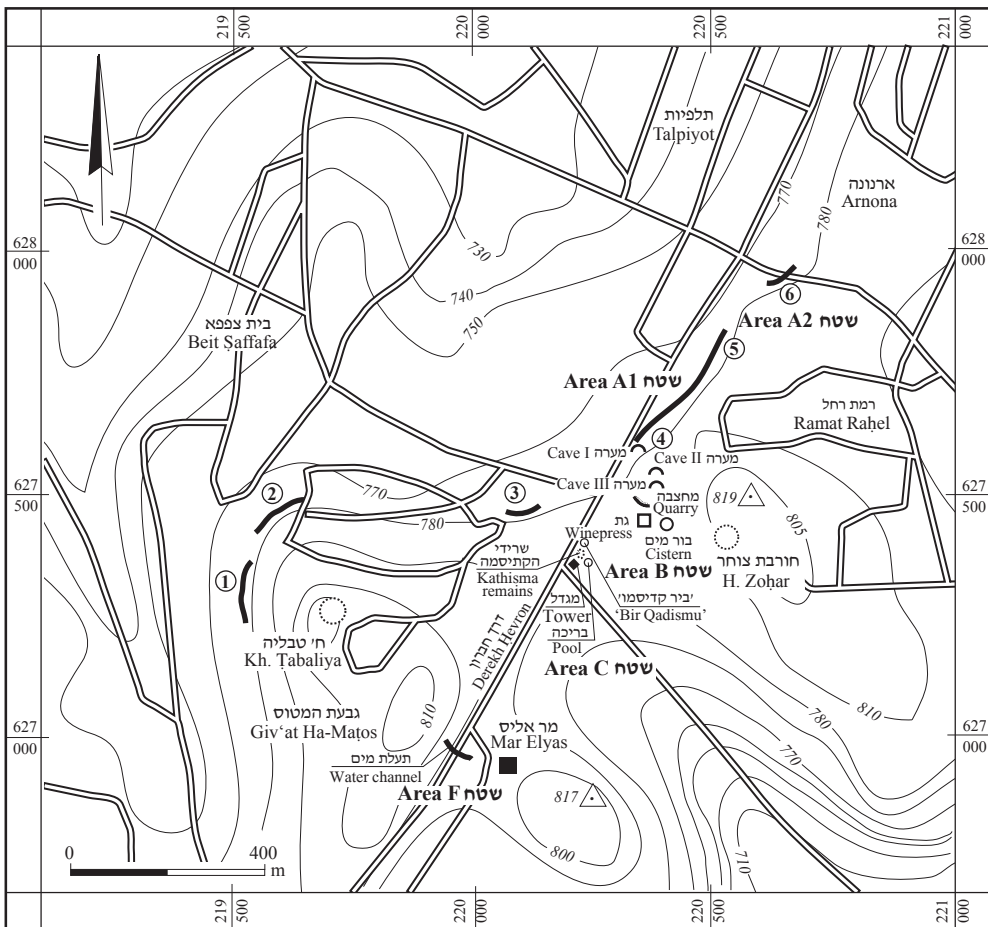 219
500
220
000
220
500
221
000
628
000
628
000
627
500
627
500
627
000
627
000
תלפיות
Talpiyot
ארנונה
Arnona
770
780
730
740
750
בית צפפא
Beit Ṣaffafa
6
Area A2 שטח
5
Area A1 שטח
רמת רחל
Ramat Raḥel
4
Cave I מערה
Cave II מערה
Cave III מערה
מחצבה
Quarry
819
805
2
770
3
780
גת
Winepress
בור מים
Cistern
חורבת צוחר
H. Zoḥar
שרידי
הקתיסמה
Kathisma
remains
Area B שטח
1
מגדל
Tower
'ביר קדיסמו'
'Bir Qadismu'
בריכה
Pool
ח' טבליה
Kh. Ṭabaliya
דרך חברון
Derekh Ḥevron
Area C שטח
גבעת המטוס
Giv‘at Ha-Maṭos
810
מר אליס
Mar Elyas
780
810
770
תעלת מים
Water channel
Area F שטח
817
800
710
0
400
m
219
500
220
000
220
500
221
000